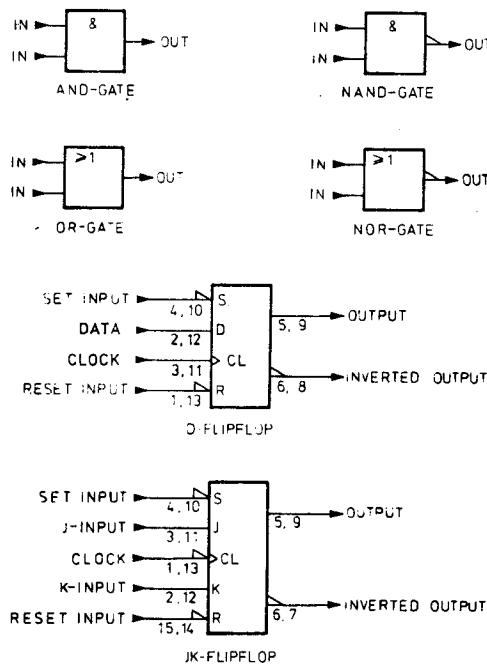 IN & OUT IN & OUT
IN IN
AND-GATE NAND-GATE
IN ≥1 OUT IN ≥1 OUT
IN IN
OR-GATE NOR-GATE
SET INPUT 4,10 S
5,9 OUTPUT
DATA 2,12 D
CLOCK 3,11 CL
6,8 INVERTED OUTPUT
RESET INPUT 1,13 R
D-FLIPFLOP
SET INPUT 4,10 S
5,9 OUTPUT
J-INPUT 3,11 J
CLOCK 1,13 CL
K-INPUT 2,12 K
6,7 INVERTED OUTPUT
RESET INPUT 15,14 R
JK-FLIPFLOP